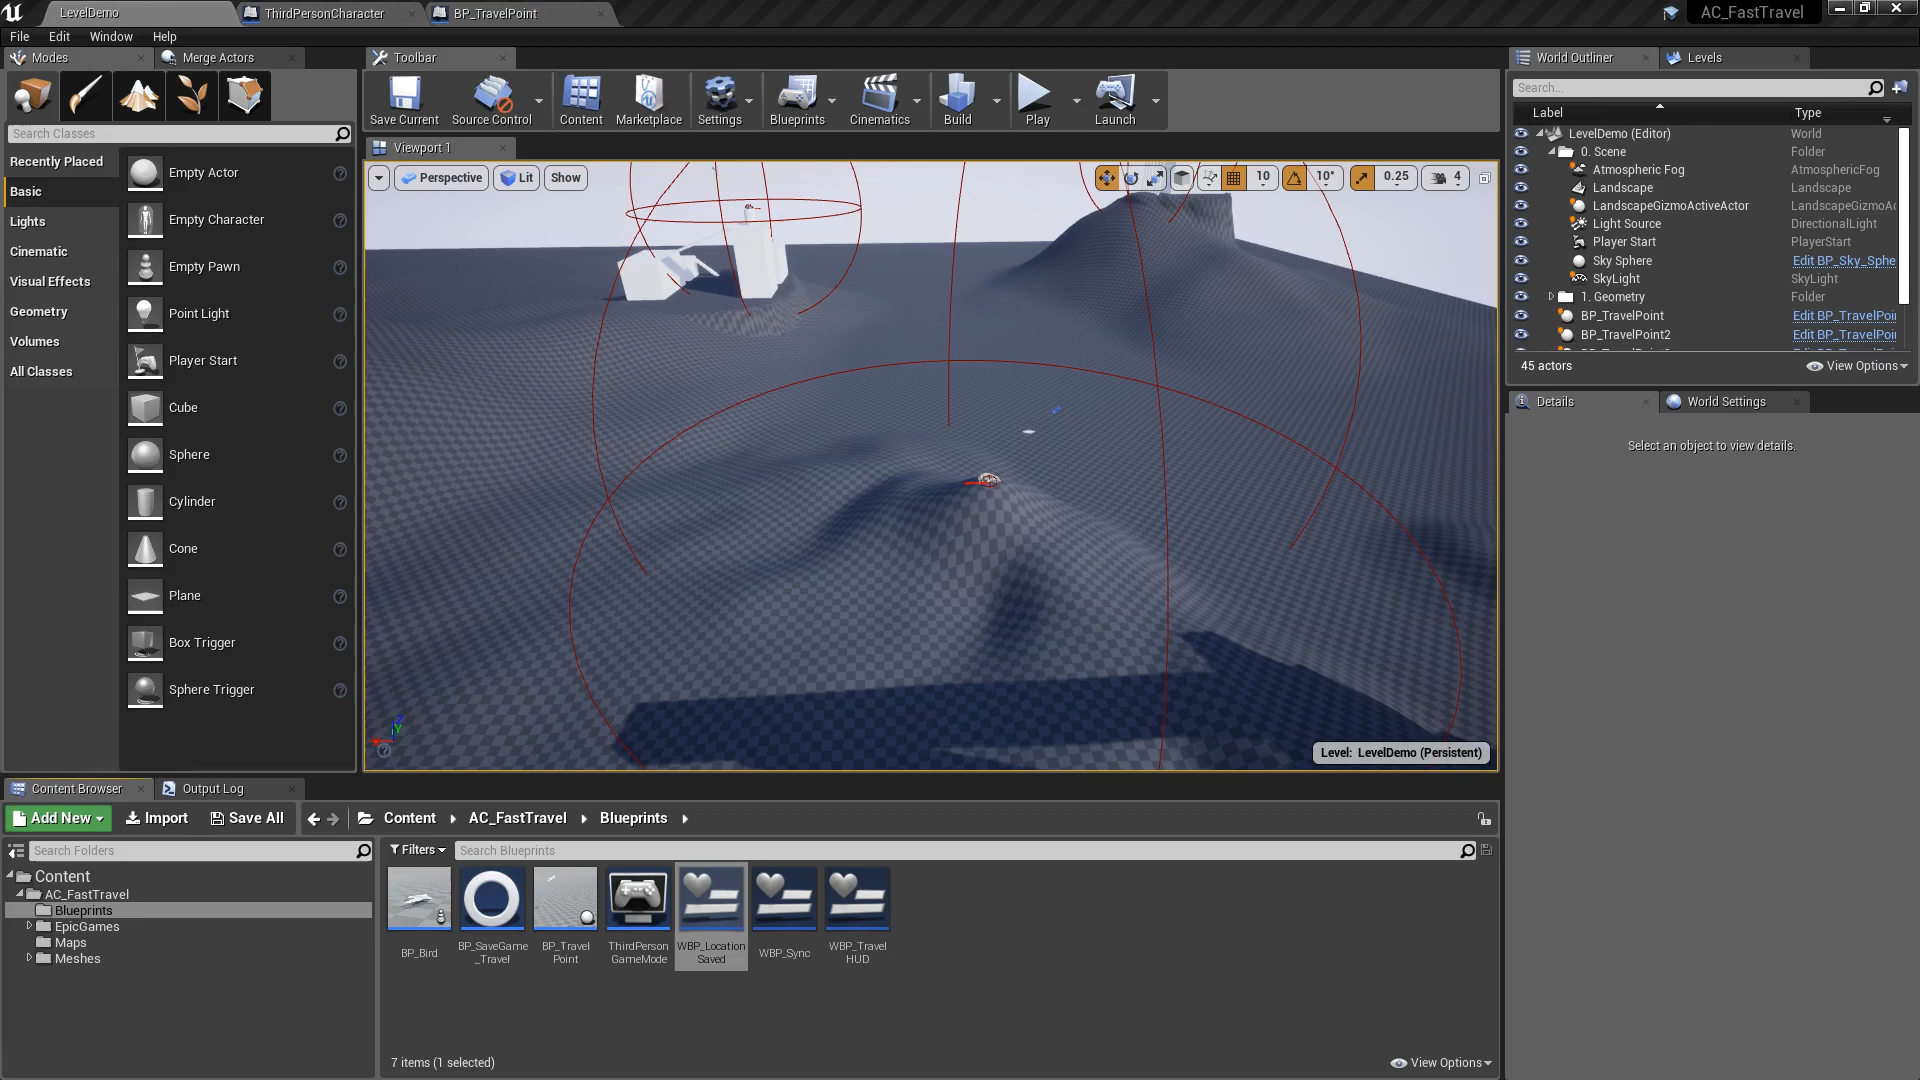 LevelDemo
ThirdPersonCharacter
BP_TravelPoint
AC_FastTravel
File Edit Window Help
Modes
Merge Actors
Search Classes
Recently Placed
Basic
Lights
Cinematic
Visual Effects
Geometry
Volumes
All Classes
Empty Actor
Empty Character
Empty Pawn
Point Light
Player Start
Cube
Sphere
Cylinder
Cone
Plane
Box Trigger
Sphere Trigger
Toolbar
Save Current
Source Control
Content
Marketplace
Settings
Blueprints
Cinematics
Build
Play
Launch
Viewport 1
Perspective
Lit
Show
10
10°
0.25
4
Level: LevelDemo (Persistent)
World Outliner
Levels
Search...
Label Type
LevelDemo (Editor) World
0. Scene Folder
Atmospheric Fog AtmosphericFog
Landscape Landscape
LandscapeGizmoActiveActor LandscapeGizmoAc
Light Source DirectionalLight
Player Start PlayerStart
Sky Sphere Edit BP_Sky_Sphe
SkyLight SkyLight
1. Geometry Folder
BP_TravelPoint Edit BP_TravelPoi
BP_TravelPoint2 Edit BP_TravelPoi
45 actors
View Options
Details
World Settings
Select an object to view details.
Content Browser
Output Log
Add New
Import
Save All
Content
AC_FastTravel
Blueprints
Search Folders
Content
AC_FastTravel
Blueprints
EpicGames
Maps
Meshes
Filters
Search Blueprints
BP_Bird
BP_SaveGame
_Travel
BP_Travel
Point
ThirdPerson
GameMode
WBP_Location
Saved
WBP_Sync
WBP_Travel
HUD
7 items (1 selected)
View Options